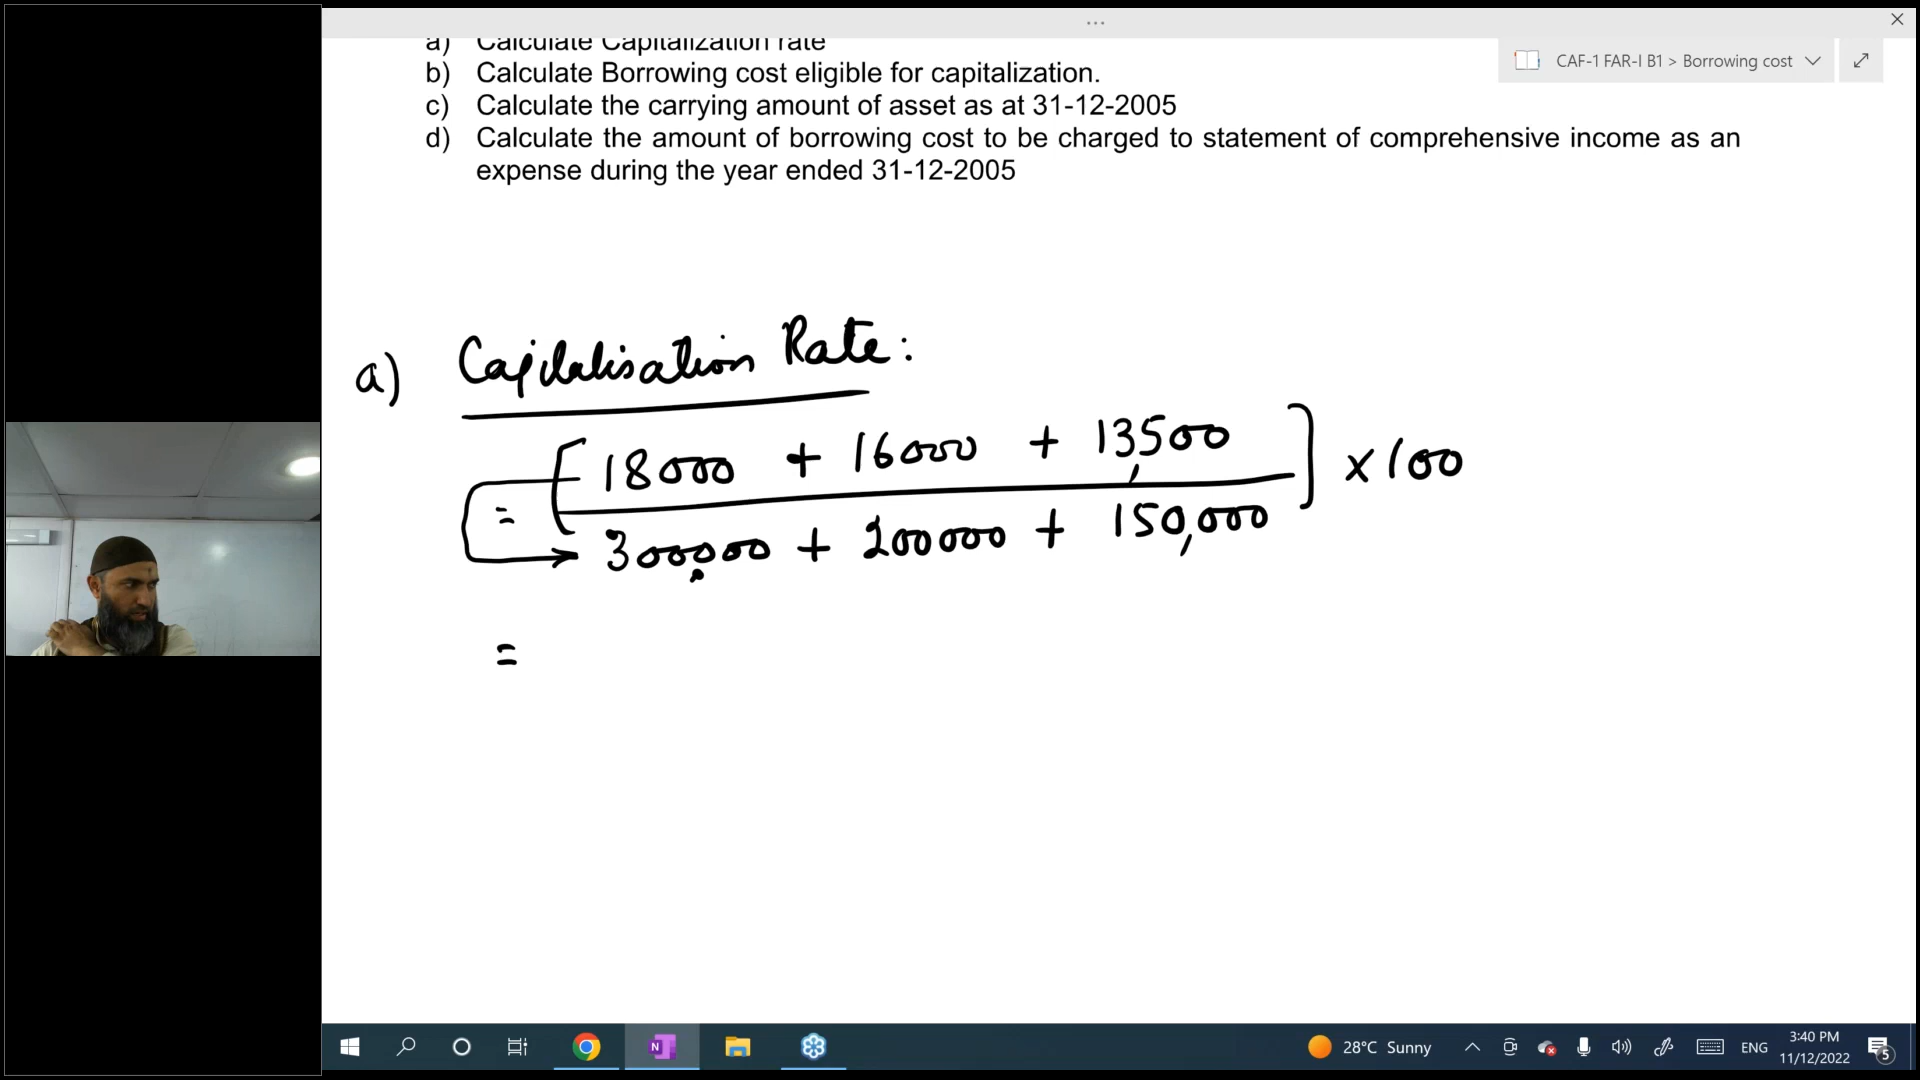 a) Calculate Capitalization rate
CAF-1 FAR-I B1 > Borrowing cost
b) Calculate Borrowing cost eligible for capitalization.
c) Calculate the carrying amount of asset as at 31-12-2005
d) Calculate the amount of borrowing cost to be charged to statement of comprehensive income as an
expense during the year ended 31-12-2005
a) Capitalisation Rate:
= [ 18000 + 16000 + 13,500 ] × 100
300000 + 200000 + 150,000
=
N
28°C Sunny
ENG
3:40 PM
11/12/2022
5